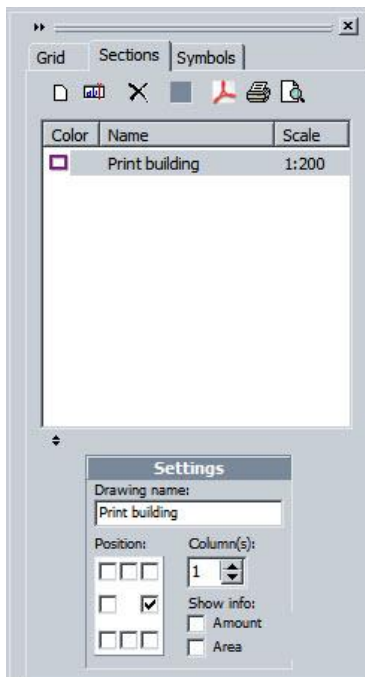 Grid Sections Symbols
ab
Color Name Scale
Print building 1:200
Settings
Drawing name:
Print building
Position: Column(s):
1
Show info:
Amount
Area